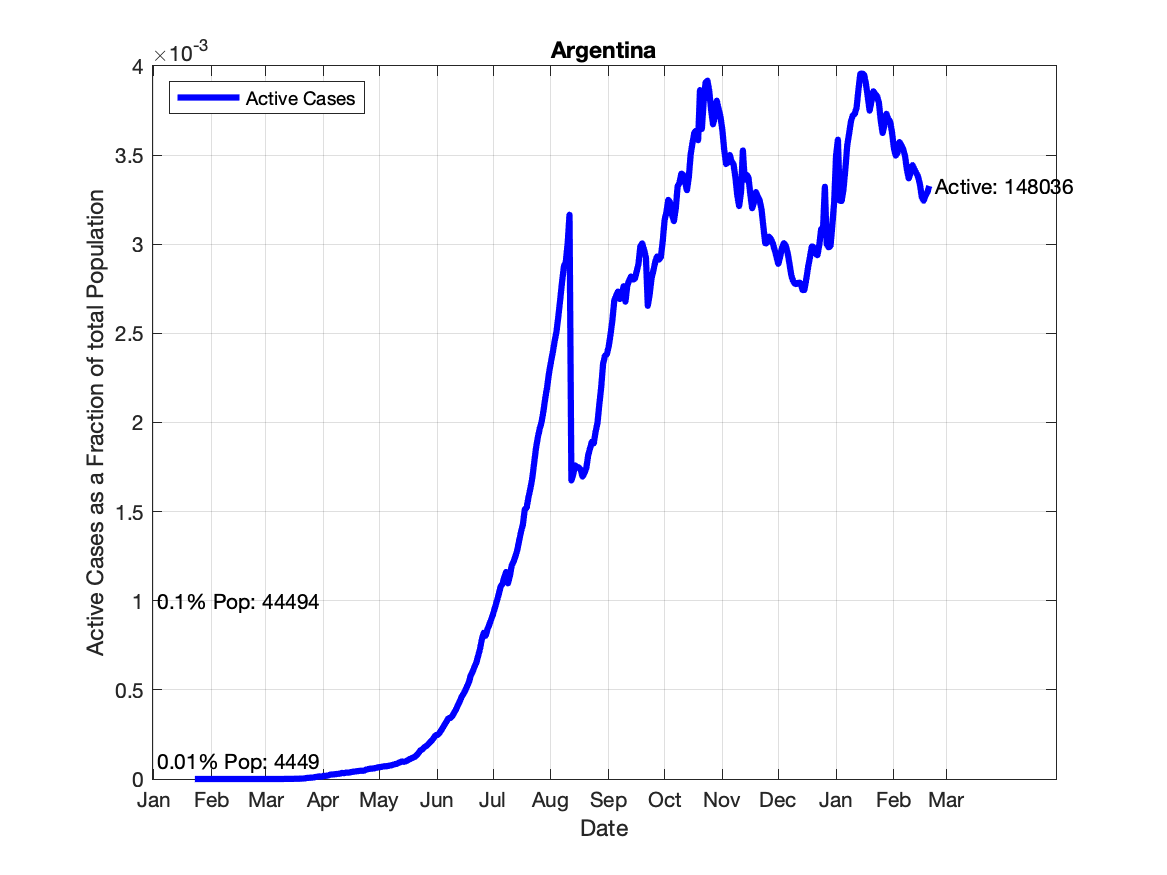 Argentina
×10-3
Active Cases
4
3.5
3
2.5
2
1.5
1
0.5
0
Active Cases as a Fraction of total Population
Active: 148036
0.1% Pop: 44494
0.01% Pop: 4449
Jan Feb Mar Apr May Jun Jul Aug Sep Oct Nov Dec Jan Feb Mar
Date